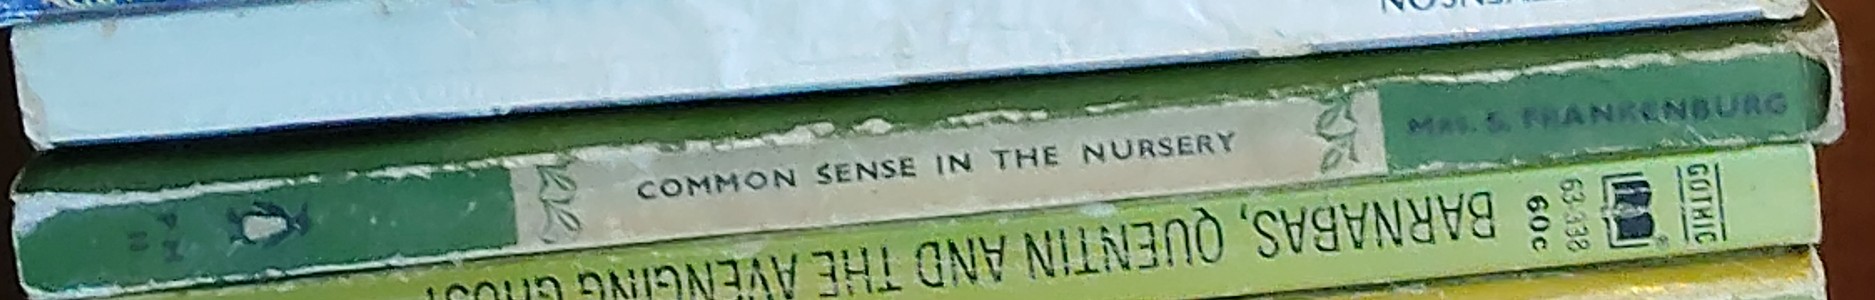 COMMON SENSE IN THE NURSERY
Mrs. S. FRANKENBURG
GOTHIC
63-338
60c
BARNABAS, QUENTIN AND THE AVENGING GHOST